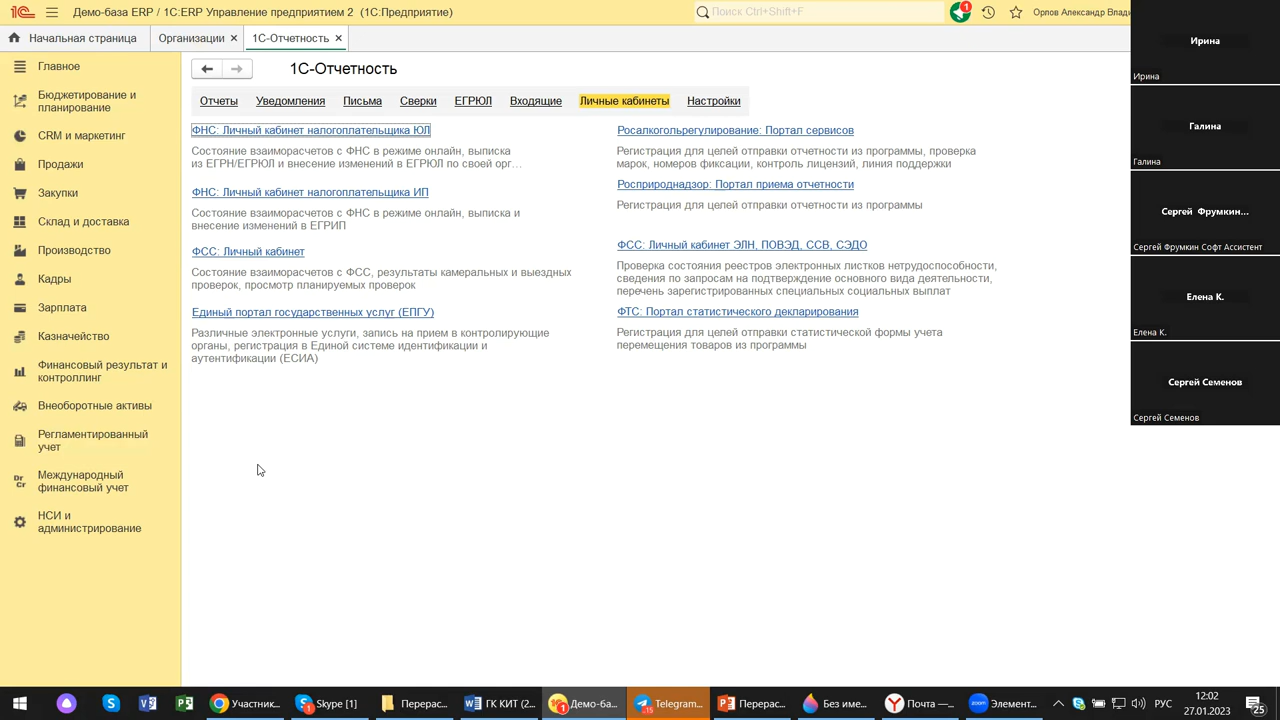 Демо-база ERP / 1С:ERP Управление предприятием 2 (1С:Предприятие)
Поиск Ctrl+Shift+F
1
Орлов Александр Влади
Начальная страница
Организации ×
1С-Отчетность ×
Главное
Бюджетирование и
планирование
CRM и маркетинг
Продажи
Закупки
Склад и доставка
Производство
Кадры
Зарплата
Казначейство
Финансовый результат и
контроллинг
Внеоборотные активы
Регламентированный
учет
Dr
Cr
Международный
финансовый учет
НСИ и
администрирование
1С-Отчетность
Отчеты
Уведомления
Письма
Сверки
ЕГРЮЛ
Входящие
Личные кабинеты
Настройки
ФНС: Личный кабинет налогоплательщика ЮЛ
Состояние взаиморасчетов с ФНС в режиме онлайн, выписка
из ЕГРН/ЕГРЮЛ и внесение изменений в ЕГРЮЛ по своей орг...
ФНС: Личный кабинет налогоплательщика ИП
Состояние взаиморасчетов с ФНС в режиме онлайн, выписка и
внесение изменений в ЕГРИП
ФСС: Личный кабинет
Состояние взаиморасчетов с ФСС, результаты камеральных и выездных
проверок, просмотр планируемых проверок
Единый портал государственных услуг (ЕПГУ)
Различные электронные услуги, запись на прием в контролирующие
органы, регистрация в Единой системе идентификации и
аутентификации (ЕСИА)
Росалкогольрегулирование: Портал сервисов
Регистрация для целей отправки отчетности из программы, проверка
марок, номеров фиксации, контроль лицензий, линия поддержки
Росприроднадзор: Портал приема отчетности
Регистрация для целей отправки отчетности из программы
ФСС: Личный кабинет ЭЛН, ПОВЭД, ССВ, СЭДО
Проверка состояния реестров электронных листков нетрудоспособности,
сведения по запросам на подтверждение основного вида деятельности,
перечень зарегистрированных специальных социальных выплат
ФТС: Портал статистического декларирования
Регистрация для целей отправки статистической формы учета
перемещения товаров из программы
Ирина
Ирина
Галина
Галина
Сергей Фрумкин...
Сергей Фрумкин Софт Ассистент
Елена К.
Елена К.
Сергей Семенов
Сергей Семенов
Участник...
Skype [1]
Перерас...
ГК КИТ (2...
Демо-ба...
Telegram...
Перерас...
Без име...
Почта —...
Элемент...
РУС
12:02
27.01.2023
25